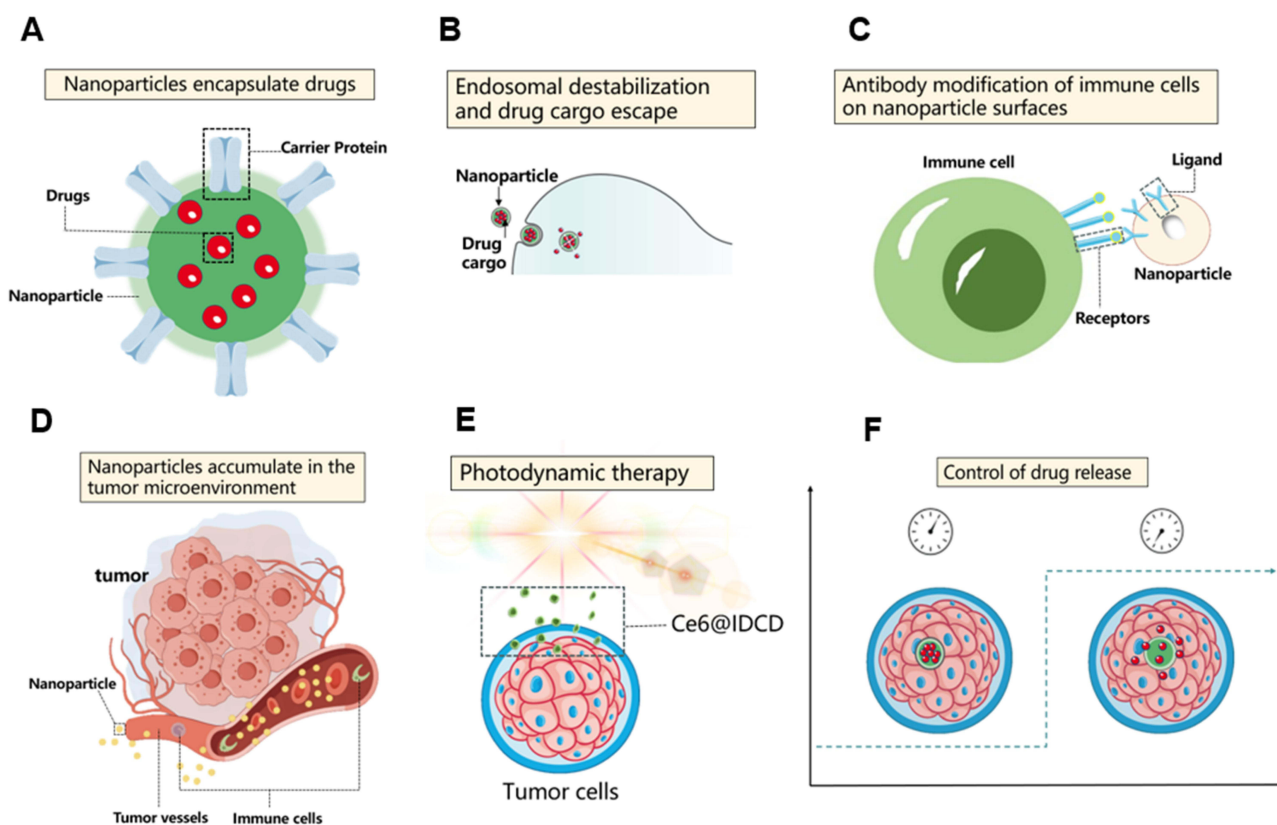 A
Nanoparticles encapsulate drugs
Carrier Protein
Drugs
Nanoparticle
B
Endosomal destabilization
and drug cargo escape
Nanoparticle
Drug
cargo
C
Antibody modification of immune cells
on nanoparticle surfaces
Immune cell
Ligand
Nanoparticle
Receptors
D
Nanoparticles accumulate in the
tumor microenvironment
tumor
Nanoparticle
Tumor vessels
Immune cells
E
Photodynamic therapy
Ce6@IDCD
Tumor cells
F
Control of drug release